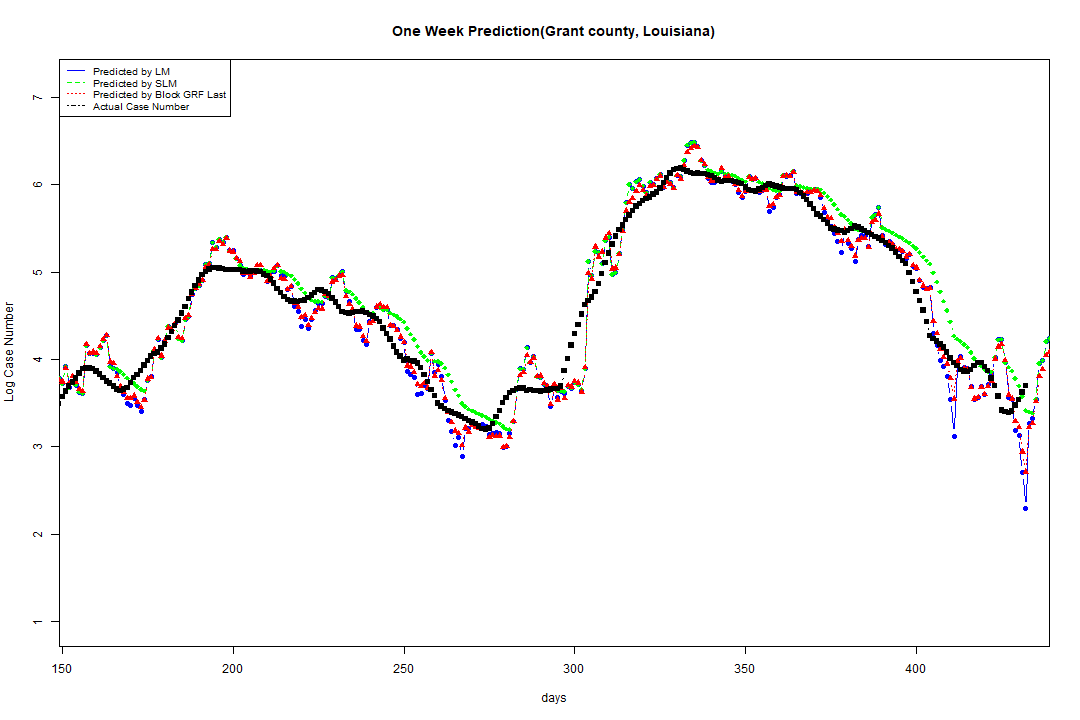 One Week Prediction(Grant county, Louisiana)
Predicted by LM
Predicted by SLM
Predicted by Block GRF Last
Actual Case Number
7
6
5
4
3
2
1
Log Case Number
150
200
250
300
350
400
days